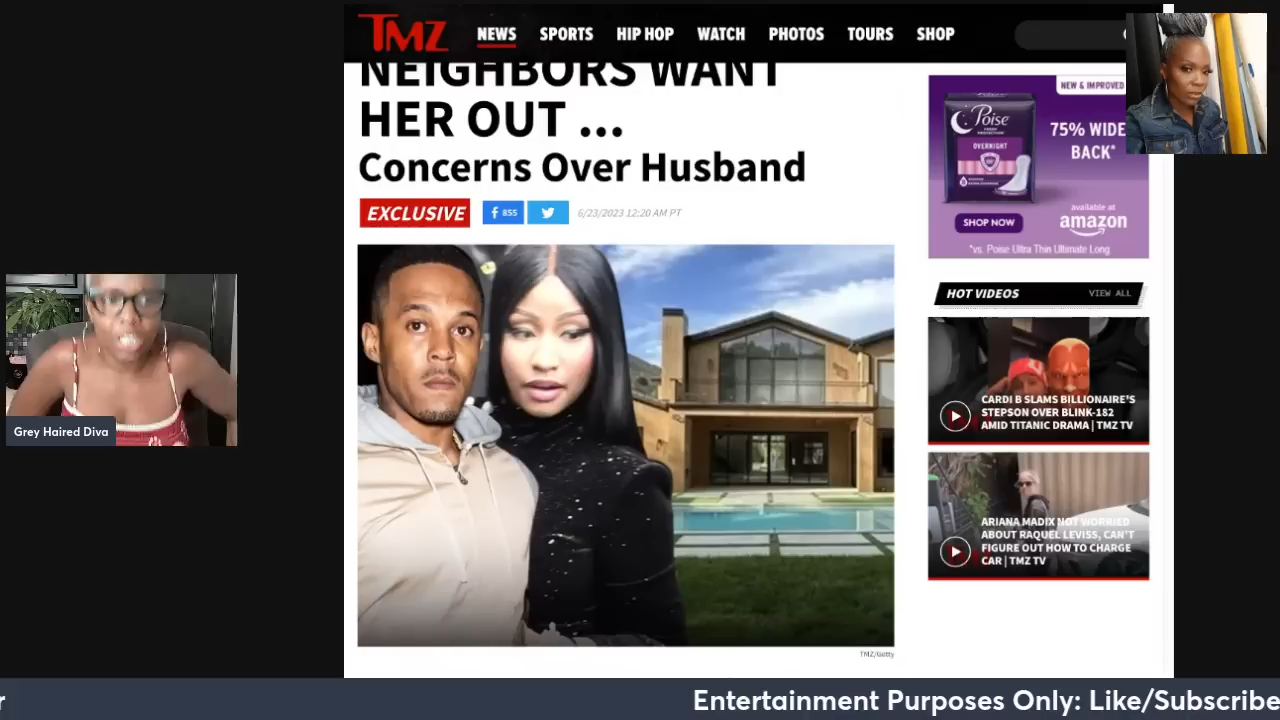 TMZ
NEWS SPORTS HIP HOP WATCH PHOTOS TOURS SHOP
NEIGHBORS WANT
HER OUT ...
Concerns Over Husband
EXCLUSIVE
f 855
6/23/2023 12:20 AM PT
TMZ/Getty
NEW & IMPROVED
Poise
OVERNIGHT
75% WIDE
BACK*
SHOP NOW
available at
amazon
*vs. Poise Ultra Thin Ultimate Long
HOT VIDEOS VIEW ALL
CARDI B SLAMS BILLIONAIRE'S
STEPSON OVER BLINK-182
AMID TITANIC DRAMA | TMZ TV
ARIANA MADIX NOT WORRIED
ABOUT RAQUEL LEVISS, CAN'T
FIGURE OUT HOW TO CHARGE
CAR | TMZ TV
Grey Haired Diva
r Entertainment Purposes Only: Like/Subscribe